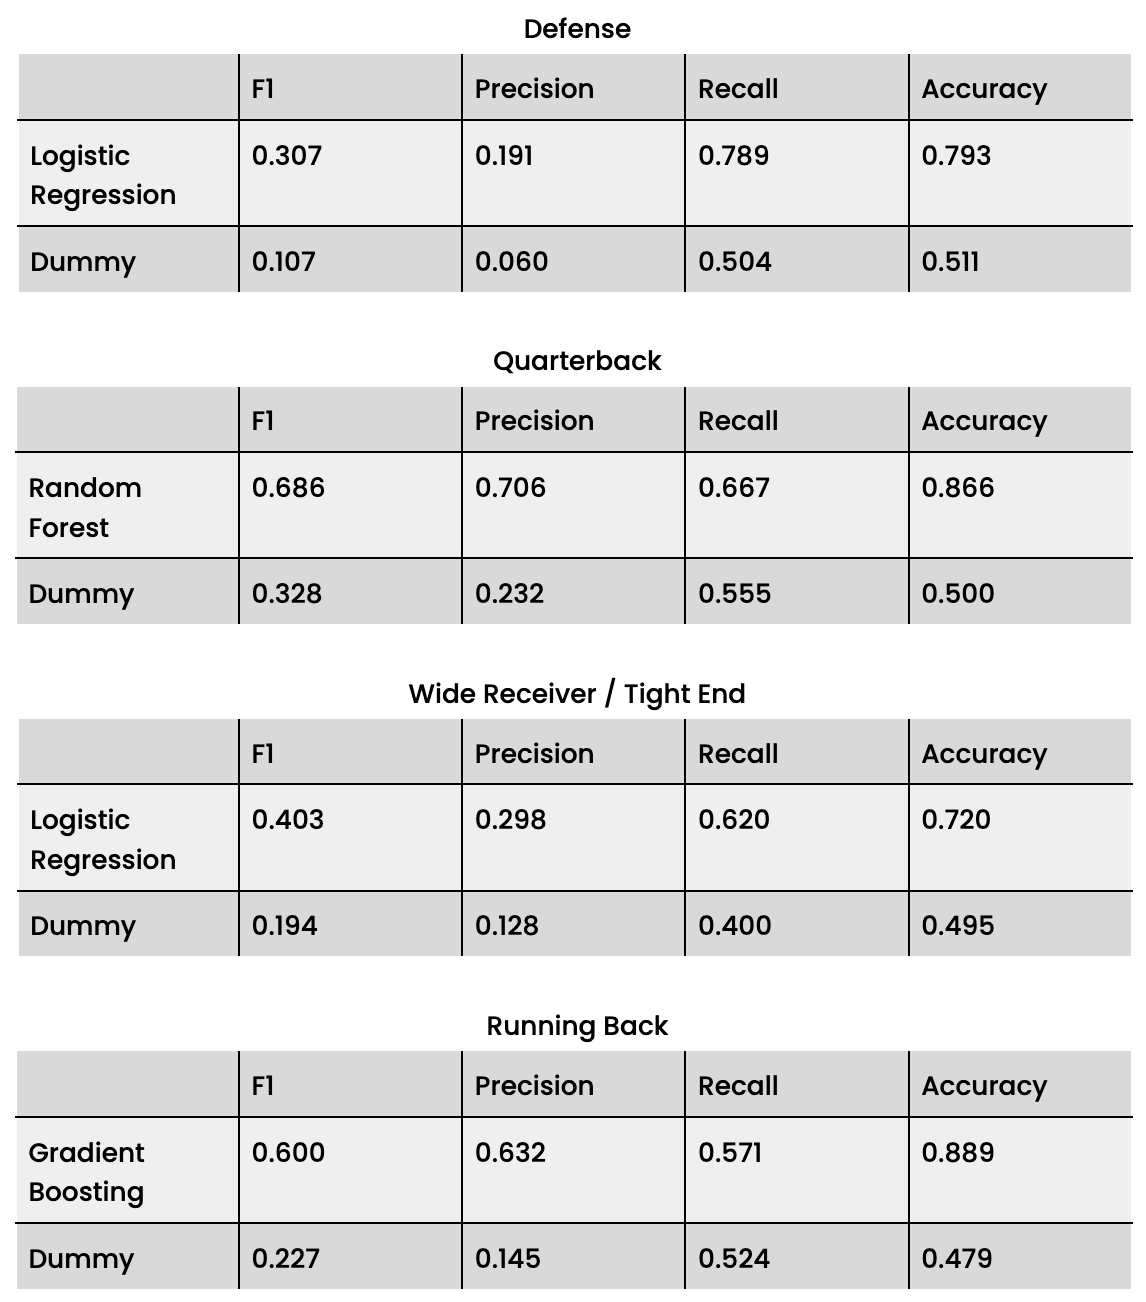 Defense
F1 Precision Recall Accuracy
Logistic 0.307 0.191 0.789 0.793
Regression
Dummy 0.107 0.060 0.504 0.511
Quarterback
F1 Precision Recall Accuracy
Random 0.686 0.706 0.667 0.866
Forest
Dummy 0.328 0.232 0.555 0.500
Wide Receiver / Tight End
F1 Precision Recall Accuracy
Logistic 0.403 0.298 0.620 0.720
Regression
Dummy 0.194 0.128 0.400 0.495
Running Back
F1 Precision Recall Accuracy
Gradient 0.600 0.632 0.571 0.889
Boosting
Dummy 0.227 0.145 0.524 0.479